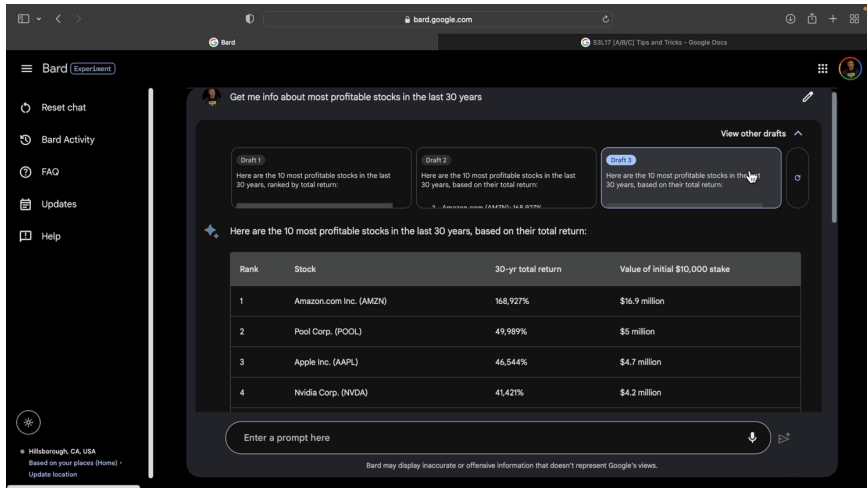 bard.google.com
Bard
S3L17 [A/B/C] Tips and Tricks - Google Docs
Bard Experiment
Reset chat
Bard Activity
FAQ
Updates
Help
Get me info about most profitable stocks in the last 30 years
View other drafts
Draft 1
Here are the 10 most profitable stocks in the last
30 years, ranked by total return:
Draft 2
Here are the 10 most profitable stocks in the last
30 years, based on their total return:
1. Amazon.com (AMZN): 168,927%
Draft 3
Here are the 10 most profitable stocks in the last
30 years, based on their total return:
Here are the 10 most profitable stocks in the last 30 years, based on their total return:
Rank Stock 30-yr total return Value of initial $10,000 stake
1 Amazon.com Inc. (AMZN) 168,927% $16.9 million
2 Pool Corp. (POOL) 49,989% $5 million
3 Apple Inc. (AAPL) 46,544% $4.7 million
4 Nvidia Corp. (NVDA) 41,421% $4.2 million
Enter a prompt here
Bard may display inaccurate or offensive information that doesn't represent Google's views.
Hillsborough, CA, USA
Based on your places (Home) •
Update location